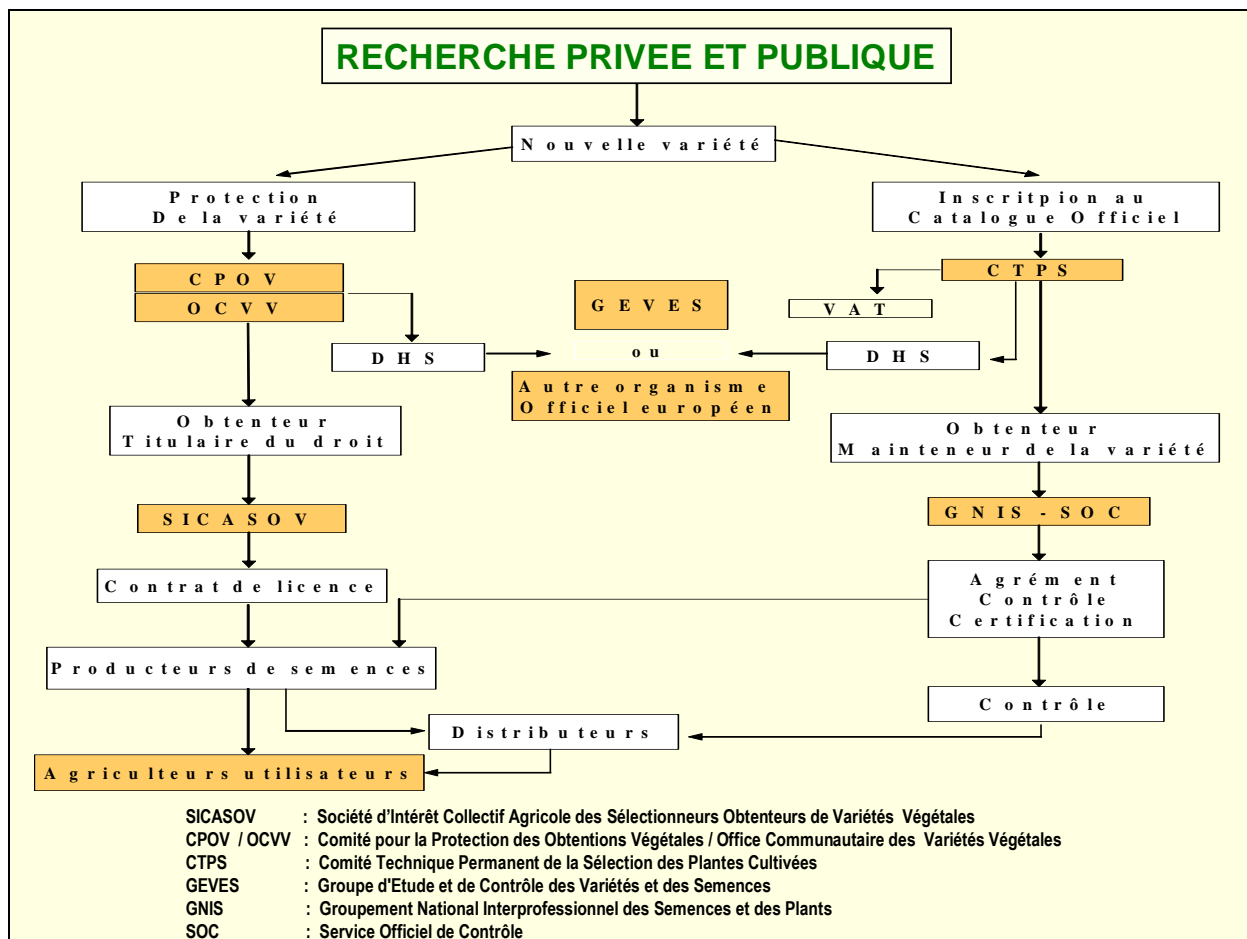 RECHERCHE PRIVEE ET PUBLIQUE
Nouvelle variété
Protection
De la variété
Inscritpion au
Catalogue Officiel
CPOV
OCVV
CTPS
GEVES
VAT
DHS
ou
DHS
Autre organisme
Officiel européen
Obtenteur
Titulaire du droit
Obtenteur
Mainteneur de la variété
SICASOV
GNIS - SOC
Contrat de licence
Agrément
Contrôle
Certification
Producteurs de semences
Contrôle
Distributeurs
Agriculteurs utilisateurs
SICASOV : Société d'Intérêt Collectif Agricole des Sélectionneurs Obtenteurs de Variétés Végétales
CPOV / OCVV : Comité pour la Protection des Obtentions Végétales / Office Communautaire des Variétés Végétales
CTPS : Comité Technique Permanent de la Sélection des Plantes Cultivées
GEVES : Groupe d'Etude et de Contrôle des Variétés et des Semences
GNIS : Groupement National Interprofessionnel des Semences et des Plants
SOC : Service Officiel de Contrôle